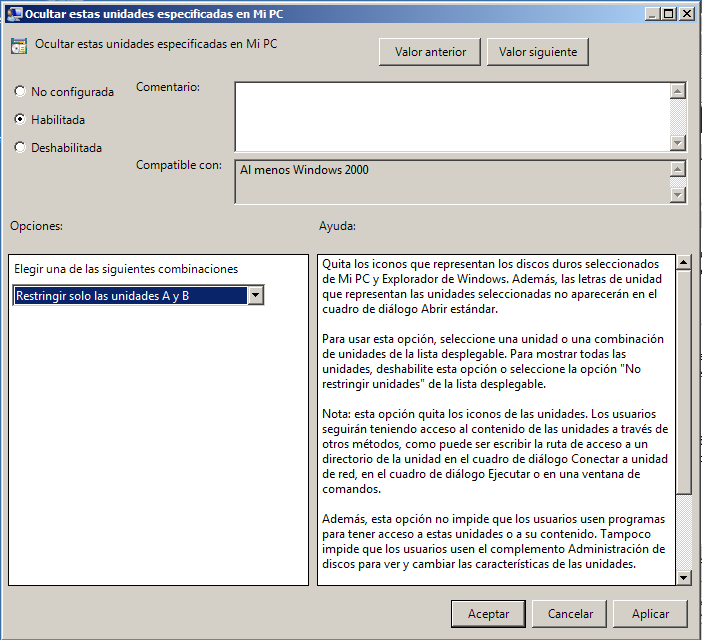 Ocultar estas unidades especificadas en Mi PC
Ocultar estas unidades especificadas en Mi PC
Valor anterior
Valor siguiente
No configurada
Habilitada
Deshabilitada
Comentario:
Compatible con:
Al menos Windows 2000
Opciones:
Ayuda:
Elegir una de las siguientes combinaciones
Restringir solo las unidades A y B
Quita los iconos que representan los discos duros seleccionados
de Mi PC y Explorador de Windows. Además, las letras de unidad
que representan las unidades seleccionadas no aparecerán en el
cuadro de diálogo Abrir estándar.
Para usar esta opción, seleccione una unidad o una combinación
de unidades de la lista desplegable. Para mostrar todas las
unidades, deshabilite esta opción o seleccione la opción "No
restringir unidades" de la lista desplegable.
Nota: esta opción quita los iconos de las unidades. Los usuarios
seguirán teniendo acceso al contenido de las unidades a través de
otros métodos, como puede ser escribir la ruta de acceso a un
directorio de la unidad en el cuadro de diálogo Conectar a unidad
de red, en el cuadro de diálogo Ejecutar o en una ventana de
comandos.
Además, esta opción no impide que los usuarios usen programas
para tener acceso a estas unidades o a su contenido. Tampoco
impide que los usuarios usen el complemento Administración de
discos para ver y cambiar las características de las unidades.
Aceptar
Cancelar
Aplicar